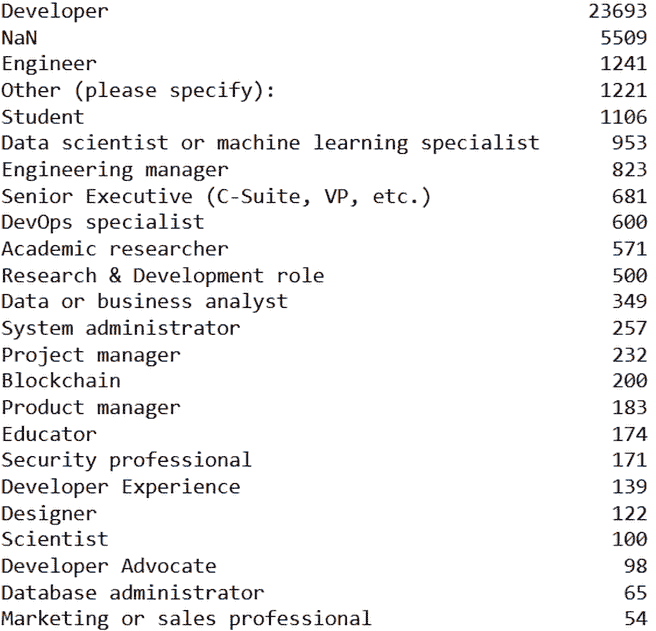 Developer 23693
NaN 5509
Engineer 1241
Other (please specify): 1221
Student 1106
Data scientist or machine learning specialist 953
Engineering manager 823
Senior Executive (C-Suite, VP, etc.) 681
DevOps specialist 600
Academic researcher 571
Research & Development role 500
Data or business analyst 349
System administrator 257
Project manager 232
Blockchain 200
Product manager 183
Educator 174
Security professional 171
Developer Experience 139
Designer 122
Scientist 100
Developer Advocate 98
Database administrator 65
Marketing or sales professional 54